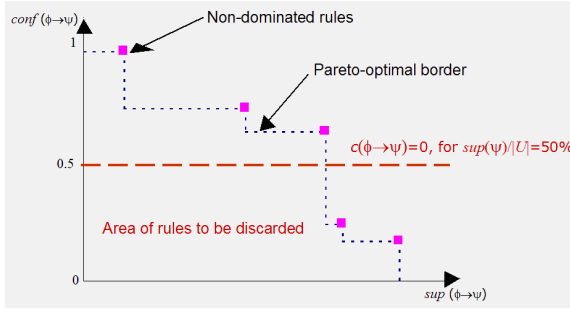 conf (ϕ→ψ)
Non-dominated rules
1
Pareto-optimal border
c(ϕ→ψ)=0, for sup(ψ)/|U|=50%
0.5
Area of rules to be discarded
0
sup (ϕ→ψ)